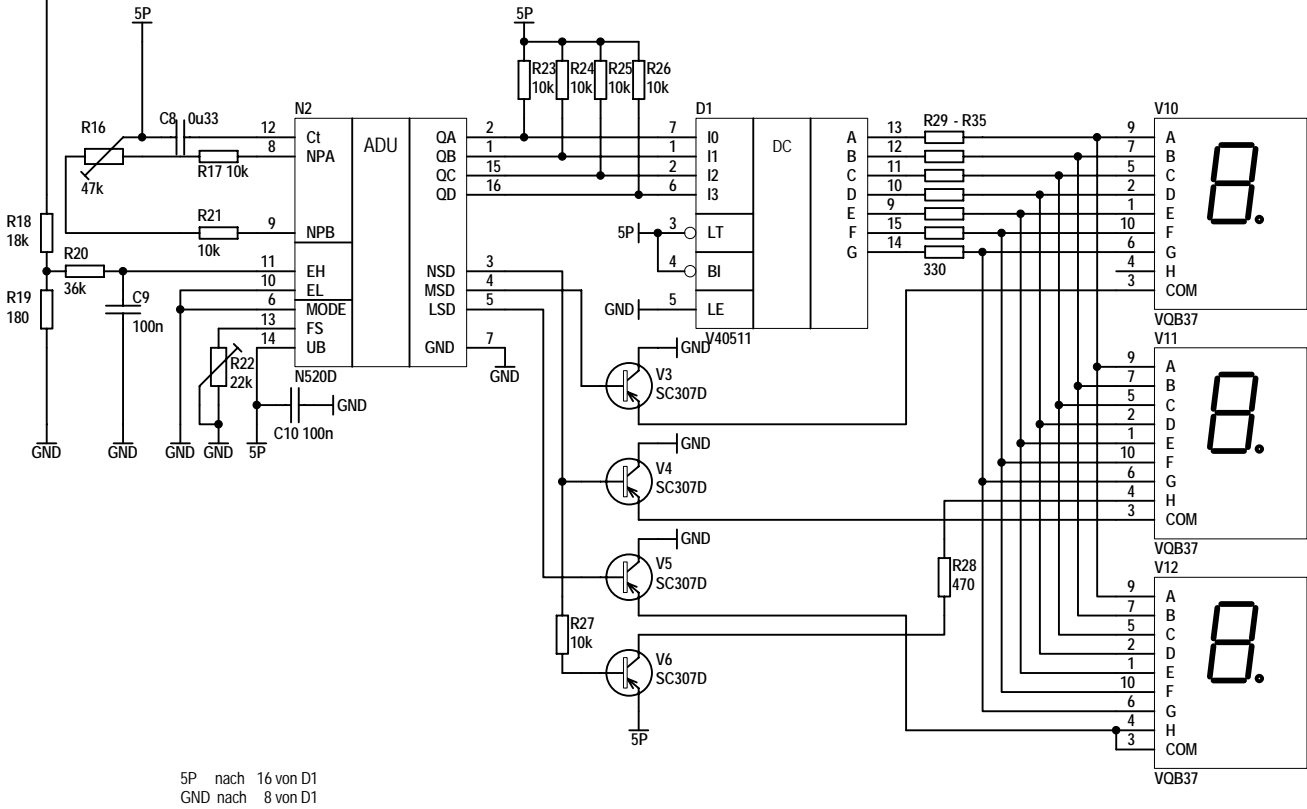 5P
5P
C8 0u33
R16
47k
R17 10k
R21
10k
R18
18k
R20
36k
R19
180
C9
100n
R22
22k
C10 100n
GND
GND
GND
GND
GND
5P
N2
ADU
12 Ct
8 NPA
9 NPB
11 EH
10 EL
6 MODE
13 FS
14 UB
QA 2
QB 1
QC 15
QD 16
NSD 3
MSD 4
LSD 5
GND 7
GND
N520D
R23
10k
R24
10k
R25
10k
R26
10k
D1
DC
7 I0
1 I1
2 I2
6 I3
5P 3 LT
4 BI
GND 5 LE
A 13
B 12
C 11
D 10
E 9
F 15
G 14
V40511
R29 - R35
330
GND
V3
SC307D
GND
V4
SC307D
GND
V5
SC307D
R27
10k
V6
SC307D
5P
R28
470
V10
9 A
7 B
5 C
2 D
1 E
10 F
6 G
4 H
3 COM
VQB37
V11
9 A
7 B
5 C
2 D
1 E
10 F
6 G
4 H
3 COM
VQB37
V12
9 A
7 B
5 C
2 D
1 E
10 F
6 G
4 H
3 COM
VQB37
5P nach 16 von D1
GND nach 8 von D1